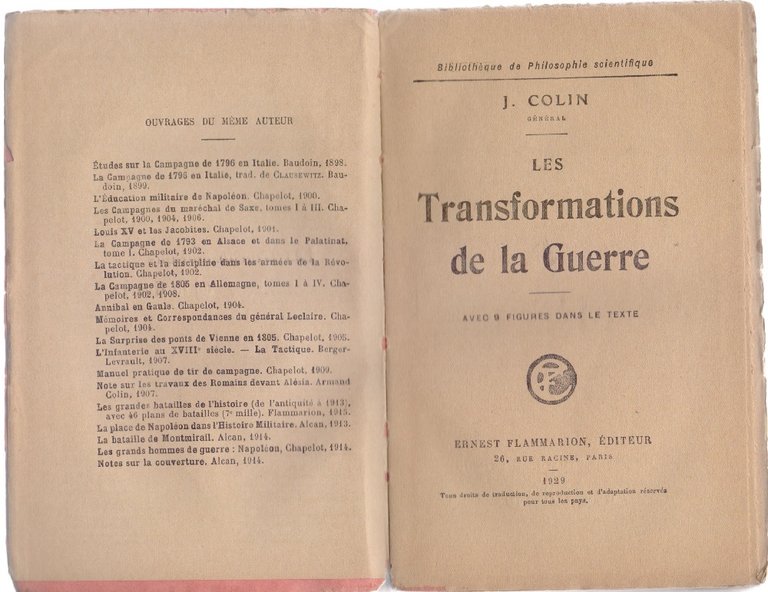 OUVRAGES DU MÊME AUTEUR
Études sur la Campagne de 1796 en Italie. Baudoin, 1898.
La Campagne de 1796 en Italie, trad. de CLAUSEWITZ. Bau-
doin, 1899.
L'Éducation militaire de Napoléon. Chapelot, 1900.
Les Campagnes du maréchal de Saxe. tomes I à III. Cha-
pelot, 1900, 1904, 1906.
Louis XV et les Jacobites. Chapelot, 1901.
La Campagne de 1793 en Alsace et dans le Palatinat,
tome I. Chapelot, 1902.
La tactique et la discipline dans les armées de la Révo-
lution. Chapelot, 1902.
La Campagne de 1805 en Allemagne, tomes I à IV. Cha-
pelot, 1902, 1908.
Annibal en Gaule. Chapelot, 1904.
Mémoires et Correspondances du général Leclaire. Cha-
pelot, 1904.
La Surprise des ponts de Vienne en 1805. Chapelot, 1905.
L'Infanterie au XVIIIe siècle. — La Tactique. Berger-
Levrault, 1907.
Manuel pratique de tir de campagne. Chapelot, 1909.
Note sur les travaux des Romains devant Alésia. Armand
Colin, 1907.
Les grandes batailles de l'histoire (de l'antiquité à 1913),
avec 46 plans de batailles (7e mille). Flammarion, 1915.
La place de Napoléon dans l'Histoire Militaire. Alcan, 1913.
La bataille de Montmirail. Alcan, 1914.
Les grands hommes de guerre : Napoléon, Chapelot, 1914.
Notes sur la couverture. Alcan, 1914.
Bibliothèque de Philosophie scientifique
J. COLIN
GÉNÉRAL
LES
Transformations
de la Guerre
AVEC 9 FIGURES DANS LE TEXTE
ERNEST FLAMMARION, ÉDITEUR
26, RUE RACINE, PARIS
1929
Tous droits de traduction, de reproduction et d'adaptation réservés
pour tous les pays.